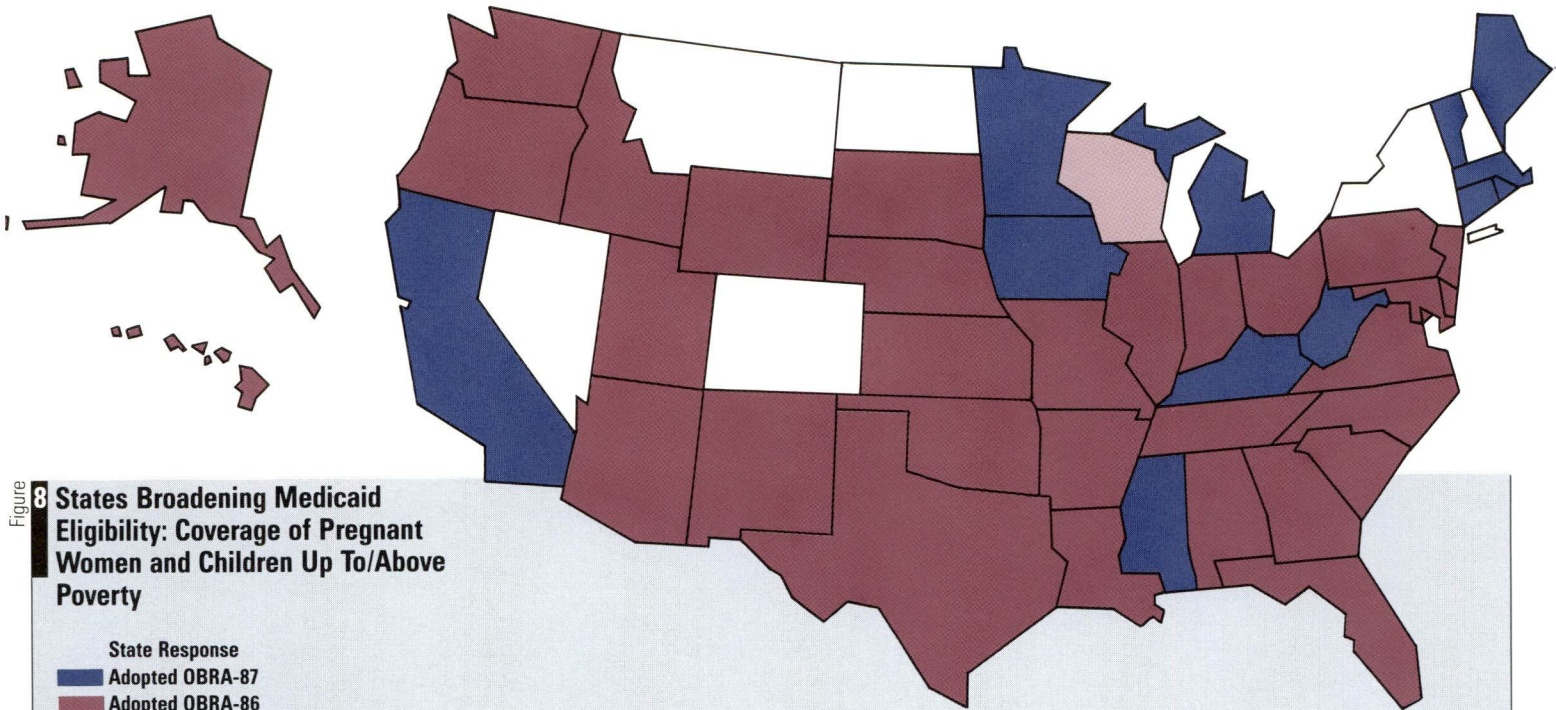 Figure
8 States Broadening Medicaid
Eligibility: Coverage of Pregnant
Women and Children Up To/Above
Poverty
State Response
Adopted OBRA-87
Adopted OBRA-86